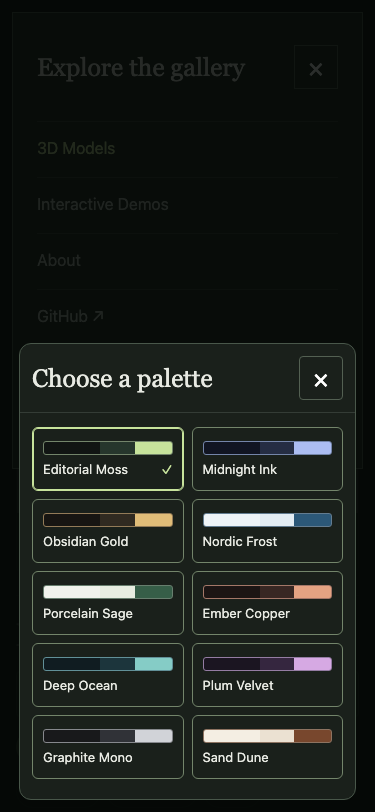 Explore the gallery
3D Models
Interactive Demos
About
GitHub ↗
Choose a palette
Editorial Moss ✓
Midnight Ink
Obsidian Gold
Nordic Frost
Porcelain Sage
Ember Copper
Deep Ocean
Plum Velvet
Graphite Mono
Sand Dune